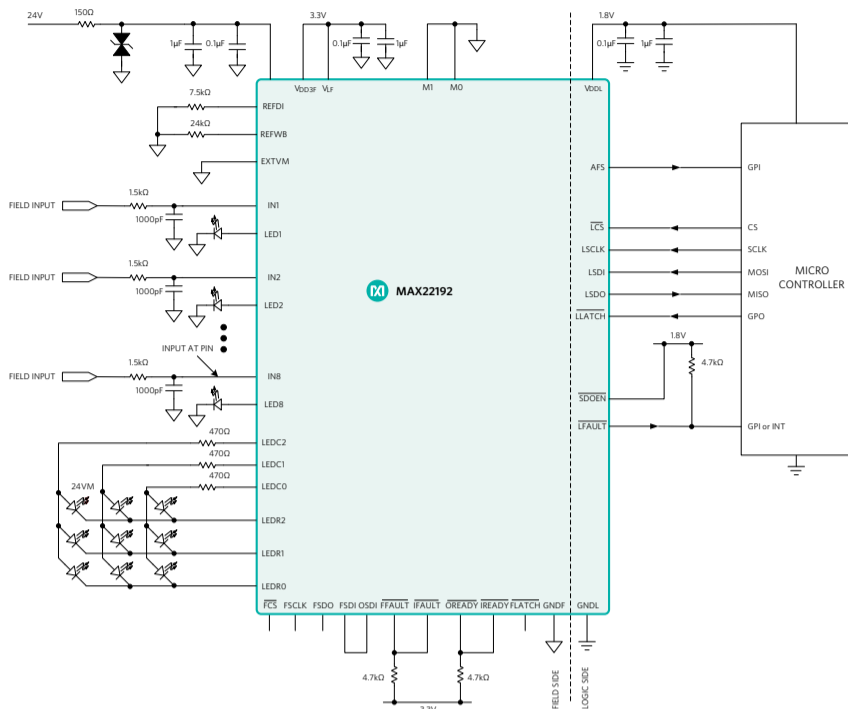 24V
150Ω
1µF
0.1µF
3.3V
0.1µF
1µF
1.8V
0.1µF
1µF
VDD3F
VLF
M1
M0
VDDL
7.5kΩ
REFDI
24kΩ
REFWB
EXTVM
AFS
GPI
FIELD INPUT
1.5kΩ
1000pF
IN1
LED1
LCS
CS
LSCLK
SCLK
FIELD INPUT
1.5kΩ
1000pF
IN2
LED2
LSDI
MOSI
LSDO
MISO
LLATCH
GPO
MICRO
CONTROLLER
MAX22192
INPUT AT PIN
FIELD INPUT
1.5kΩ
1000pF
IN8
LED8
1.8V
4.7kΩ
SDOEN
LFAULT
GPI or INT
470Ω
LEDC2
470Ω
LEDC1
470Ω
LEDC0
24VM
LEDR2
LEDR1
LEDR0
FCS FSCLK FSDO FSDI OSDI FFAULT IFAULT OREADY IREADY FLATCH GNDF GNDL
4.7kΩ
4.7kΩ
3.3V
FIELD SIDE
LOGIC SIDE